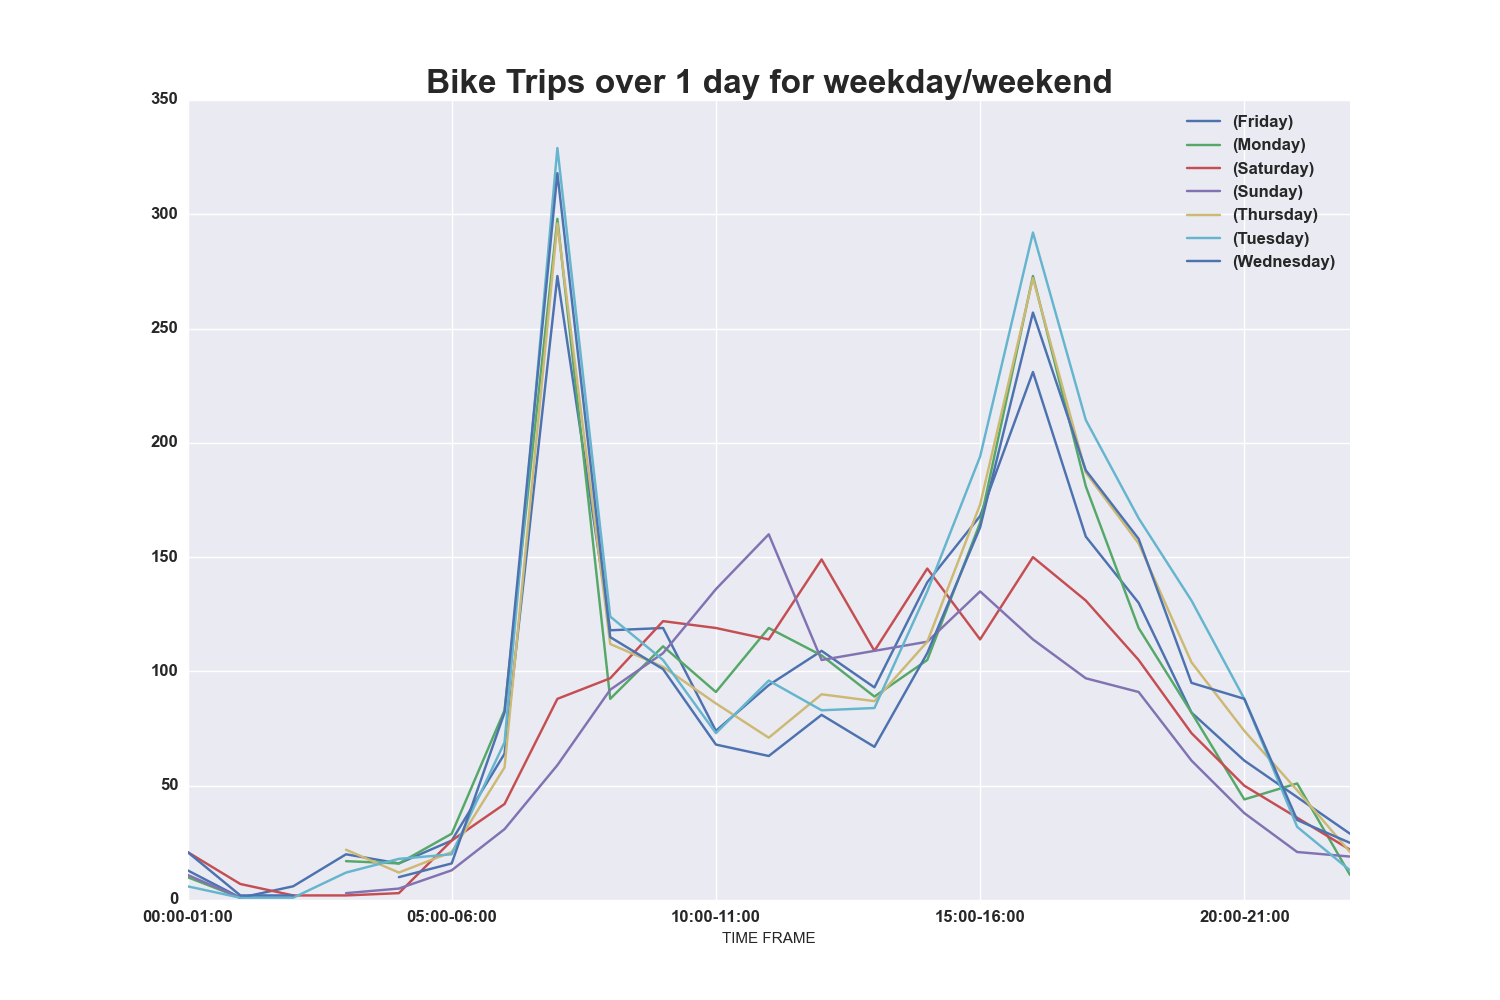 Bike Trips over 1 day for weekday/weekend
350
300
250
200
150
100
50
0
(Friday)
(Monday)
(Saturday)
(Sunday)
(Thursday)
(Tuesday)
(Wednesday)
00:00-01:00 05:00-06:00 10:00-11:00 15:00-16:00 20:00-21:00
TIME FRAME